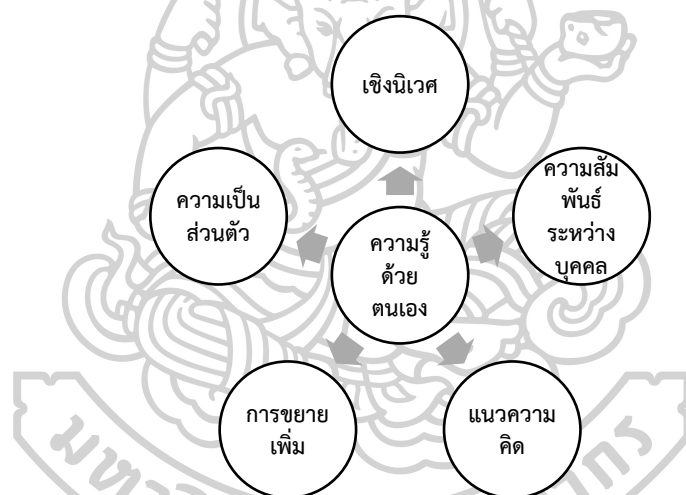 เชิงนิเวศ
ความสัม
พันธ์
ระหว่าง
บุคคล
แนวความ
คิด
การขยาย
เพิ่ม
ความเป็น
ส่วนตัว
ความรู้
ด้วย
ตนเอง